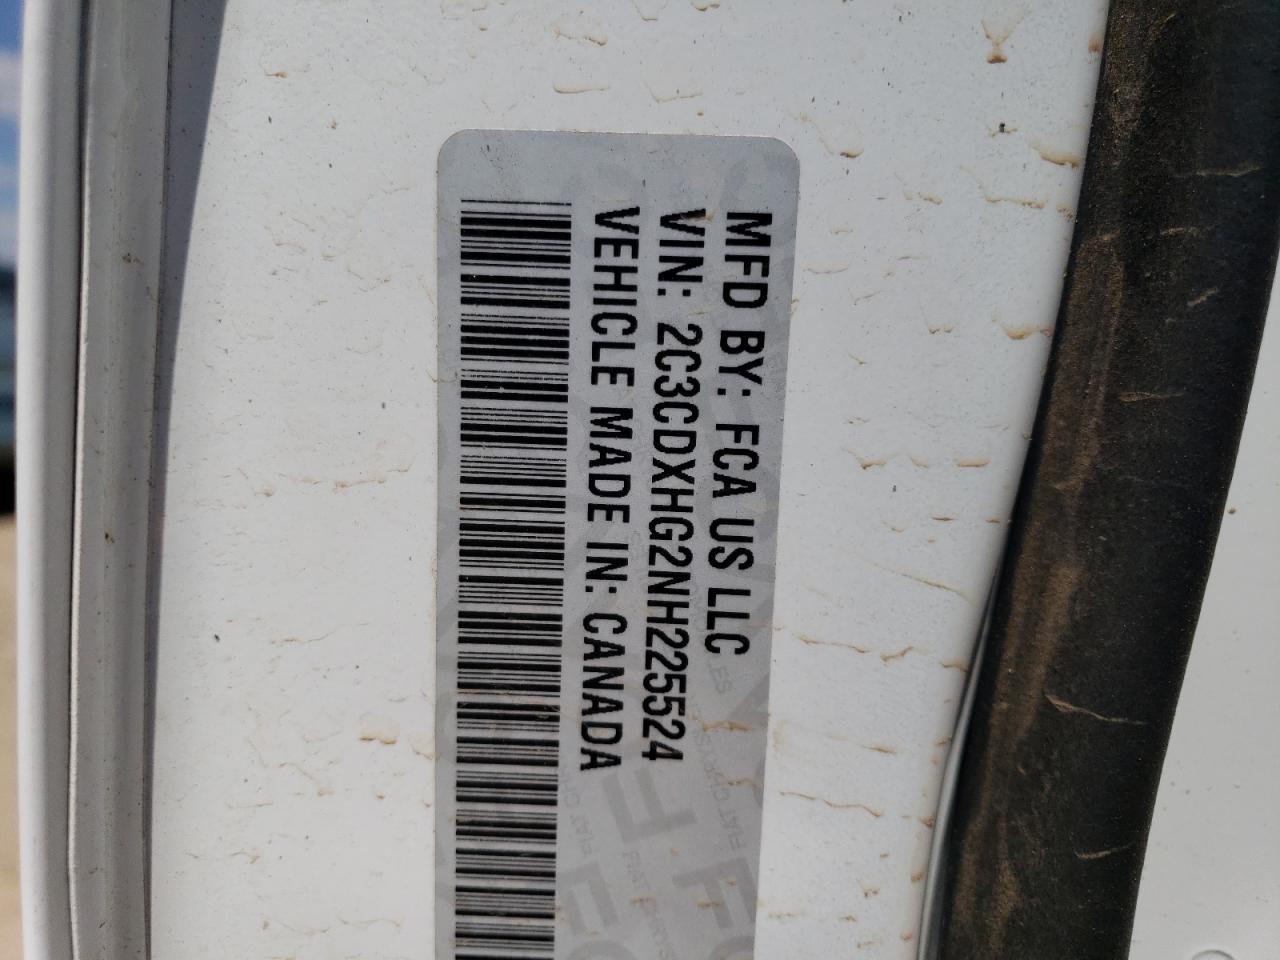 MFD BY: FCA US LLC
VIN: 2C3CDXHG2NH225524
VEHICLE MADE IN: CANADA